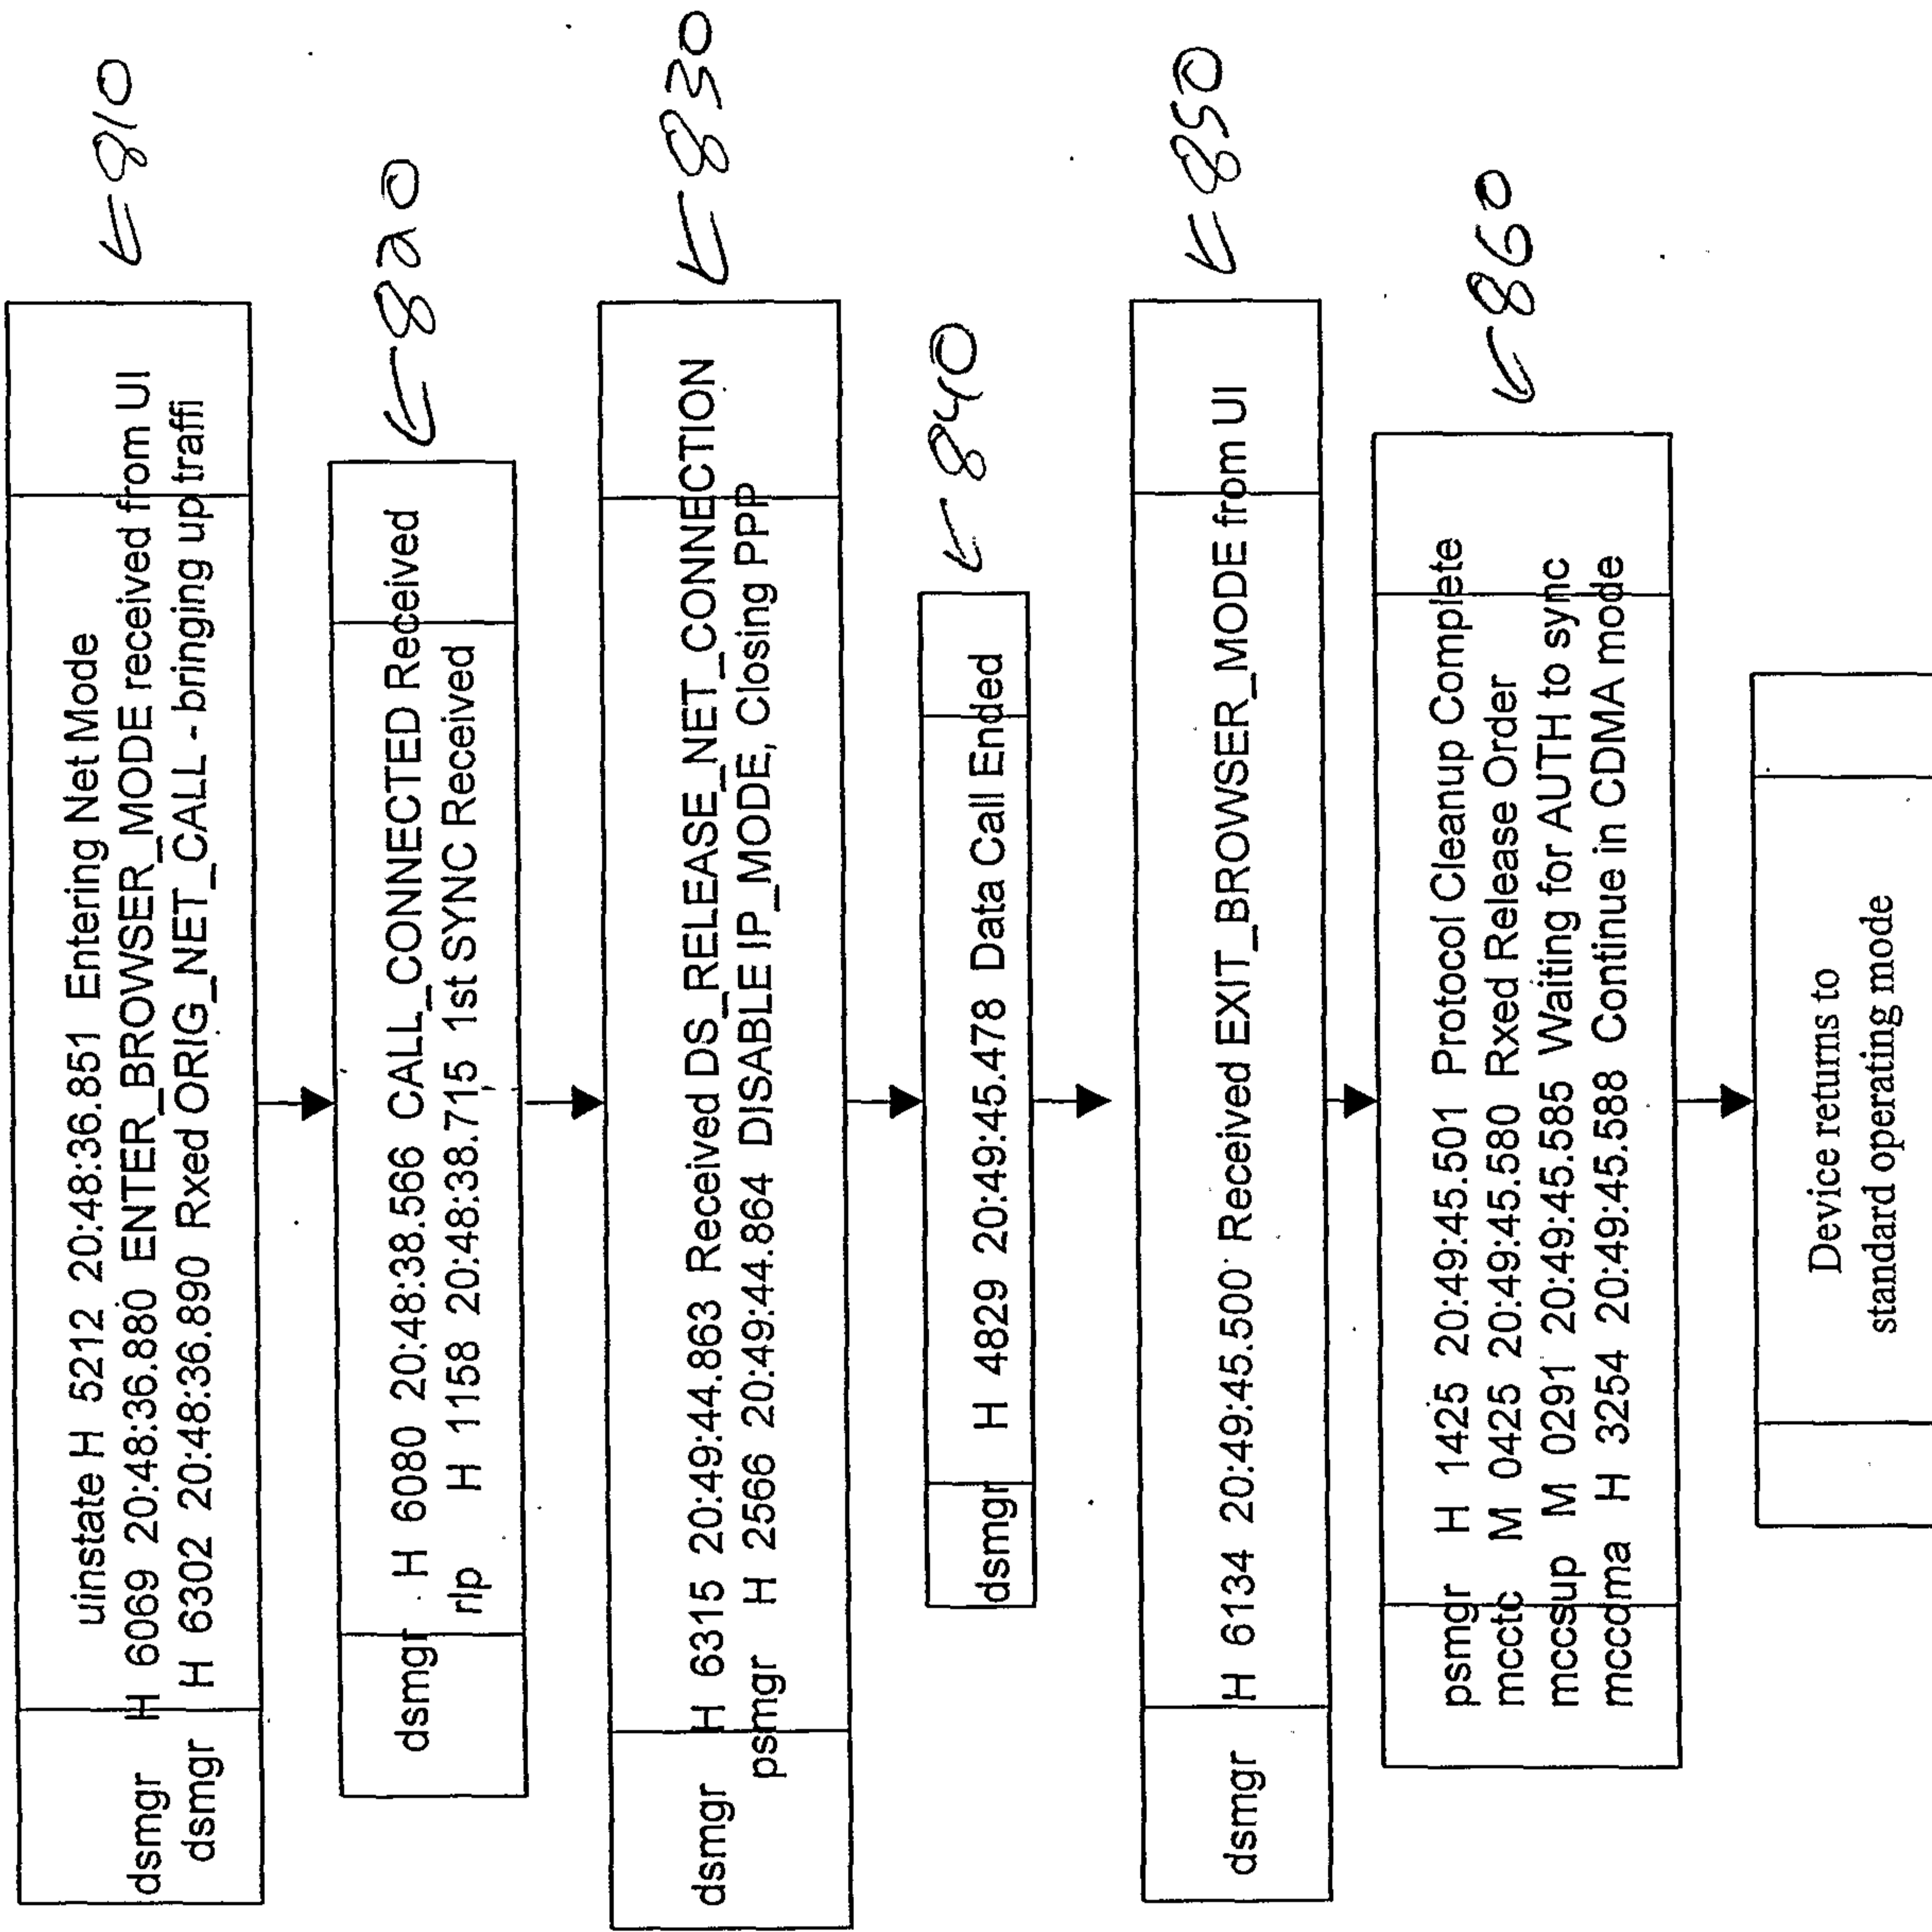 uinstate H 5212 20:48:36.851 Entering Net Mode
dsmgr H 6069 20:48:36.880 ENTER_BROWSER_MODE received from UI
dsmgr H 6302 20:48:36.890 Rxed ORIG_NET_CALL - bringing up traffi
←810
dsmgr H 6080 20:48:38.566 CALL_CONNECTED Received
rlp H 1158 20:48:38.715 1st SYNC Received
←820
dsmgr H 6315 20:49:44.863 Received DS_RELEASE_NET_CONNECTION
psmgr H 2566 20:49:44.864 DISABLE IP_MODE, Closing PPP
←830
dsmgr H 4829 20:49:45.478 Data Call Ended
←840
dsmgr H 6134 20:49:45.500 Received EXIT_BROWSER_MODE from UI
←850
psmgr H 1425 20:49:45.501 Protocol Cleanup Complete
mcctc M 0425 20:49:45.580 Rxed Release Order
mccsup M 0291 20:49:45.585 Waiting for AUTH to sync
mccdma H 3254 20:49:45.588 Continue in CDMA mode
←860
Device returns to
standard operating mode